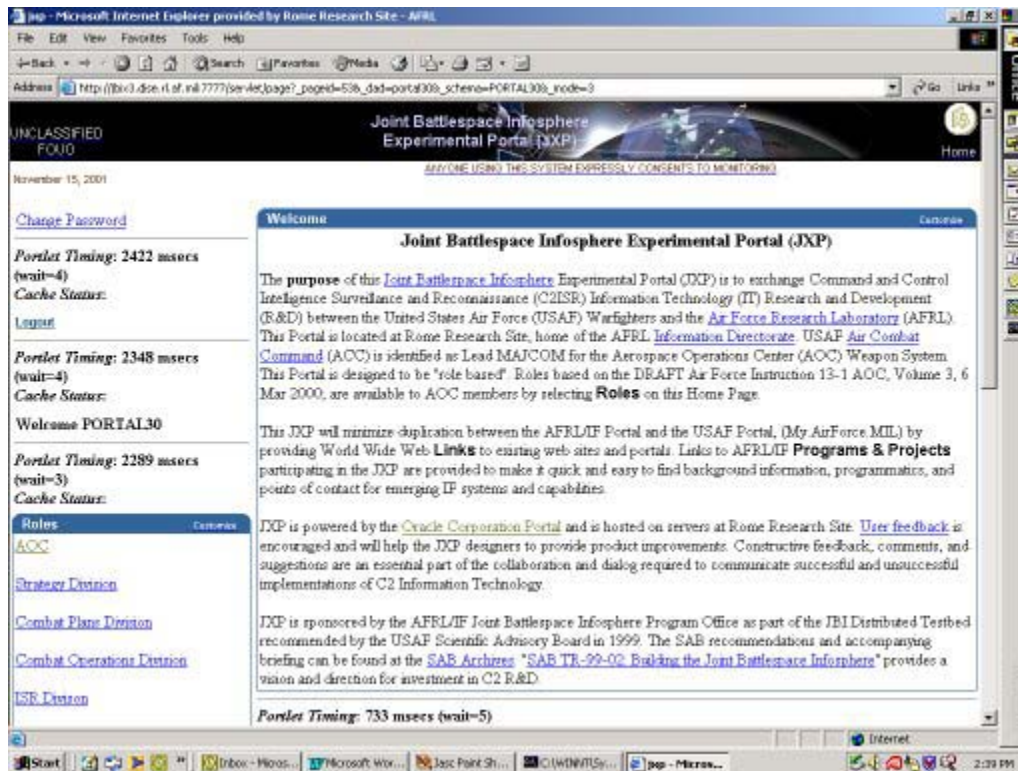 jxp - Microsoft Internet Explorer provided by Rome Research Site - AFRL
File Edit View Favorites Tools Help
Back Search Favorites Media
Address Go Links
Office
UNCLASSIFIED
FOUO
Joint Battlespace Infosphere
Experimental Portal (JXP)
Home
November 15, 2001
ANYONE USING THIS SYSTEM EXPRESSLY CONSENTS TO MONITORING
Change Password
Portlet Timing: 2422 msecs
(wait=4)
Cache Status:
Logout
Portlet Timing: 2348 msecs
(wait=4)
Cache Status:
Welcome PORTAL30
Portlet Timing: 2289 msecs
(wait=3)
Cache Status:
Roles Customize
AOC
Strategy Division
Combat Plans Division
Combat Operations Division
ISR Division
Welcome Customize
Joint Battlespace Infosphere Experimental Portal (JXP)
The purpose of this Joint Battlespace Infosphere Experimental Portal (JXP) is to exchange Command and Control
Intelligence Surveillance and Reconnaissance (C2ISR) Information Technology (IT) Research and Development
(R&D) between the United States Air Force (USAF) Warfighters and the Air Force Research Laboratory (AFRL).
This Portal is located at Rome Research Site, home of the AFRL Information Directorate. USAF Air Combat
Command (ACC) is identified as Lead MAJCOM for the Aerospace Operations Center (AOC) Weapon System.
This Portal is designed to be "role based". Roles based on the DRAFT Air Force Instruction 13-1 AOC, Volume 3, 6
Mar 2000, are available to AOC members by selecting Roles on this Home Page.
This JXP will minimize duplication between the AFRL/IF Portal and the USAF Portal, (My.AirForce.MIL) by
providing World Wide Web Links to existing web sites and portals. Links to AFRL/IF Programs & Projects
participating in the JXP are provided to make it quick and easy to find background information, programmatics, and
points of contact for emerging IF systems and capabilities.
JXP is powered by the Oracle Corporation Portal and is hosted on servers at Rome Research Site. User feedback is
encouraged and will help the JXP designers to provide product improvements. Constructive feedback, comments, and
suggestions are an essential part of the collaboration and dialog required to communicate successful and unsuccessful
implementations of C2 Information Technology.
JXP is sponsored by the AFRL/IF Joint Battlespace Infosphere Program Office as part of the JBI Distributed Testbed
recommended by the USAF Scientific Advisory Board in 1999. The SAB recommendations and accompanying
briefing can be found at the SAB Archives. "SAB TR-99-02: Building the Joint Battlespace Infosphere" provides a
vision and direction for investment in C2 R&D.
Portlet Timing: 733 msecs (wait=5)
Internet
Start Inbox - Micros... Microsoft Wor... Jasc Paint Sh... jxp - Micros... 2:39 PM